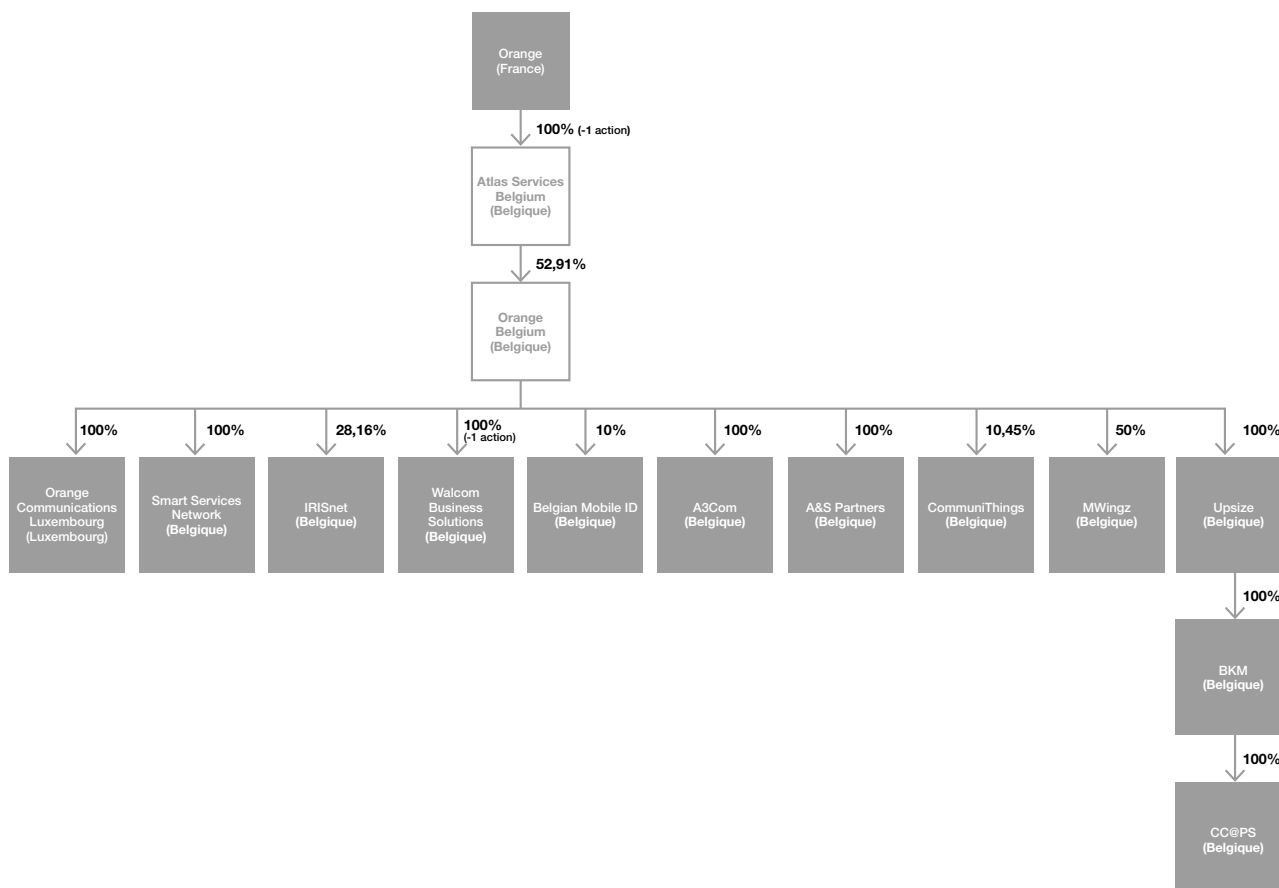 Orange
(France)
100% (-1 action)
Atlas Services
Belgium
(Belgique)
52,91%
Orange
Belgium
(Belgique)
100%
100%
28,16%
100%
(-1 action)
10%
100%
100%
10,45%
50%
100%
Orange
Communications
Luxembourg
(Luxembourg)
Smart Services
Network
(Belgique)
IRISnet
(Belgique)
Walcom
Business
Solutions
(Belgique)
Belgian Mobile ID
(Belgique)
A3Com
(Belgique)
A&S Partners
(Belgique)
CommuniThings
(Belgique)
MWingz
(Belgique)
Upsize
(Belgique)
100%
BKM
(Belgique)
100%
CC@PS
(Belgique)